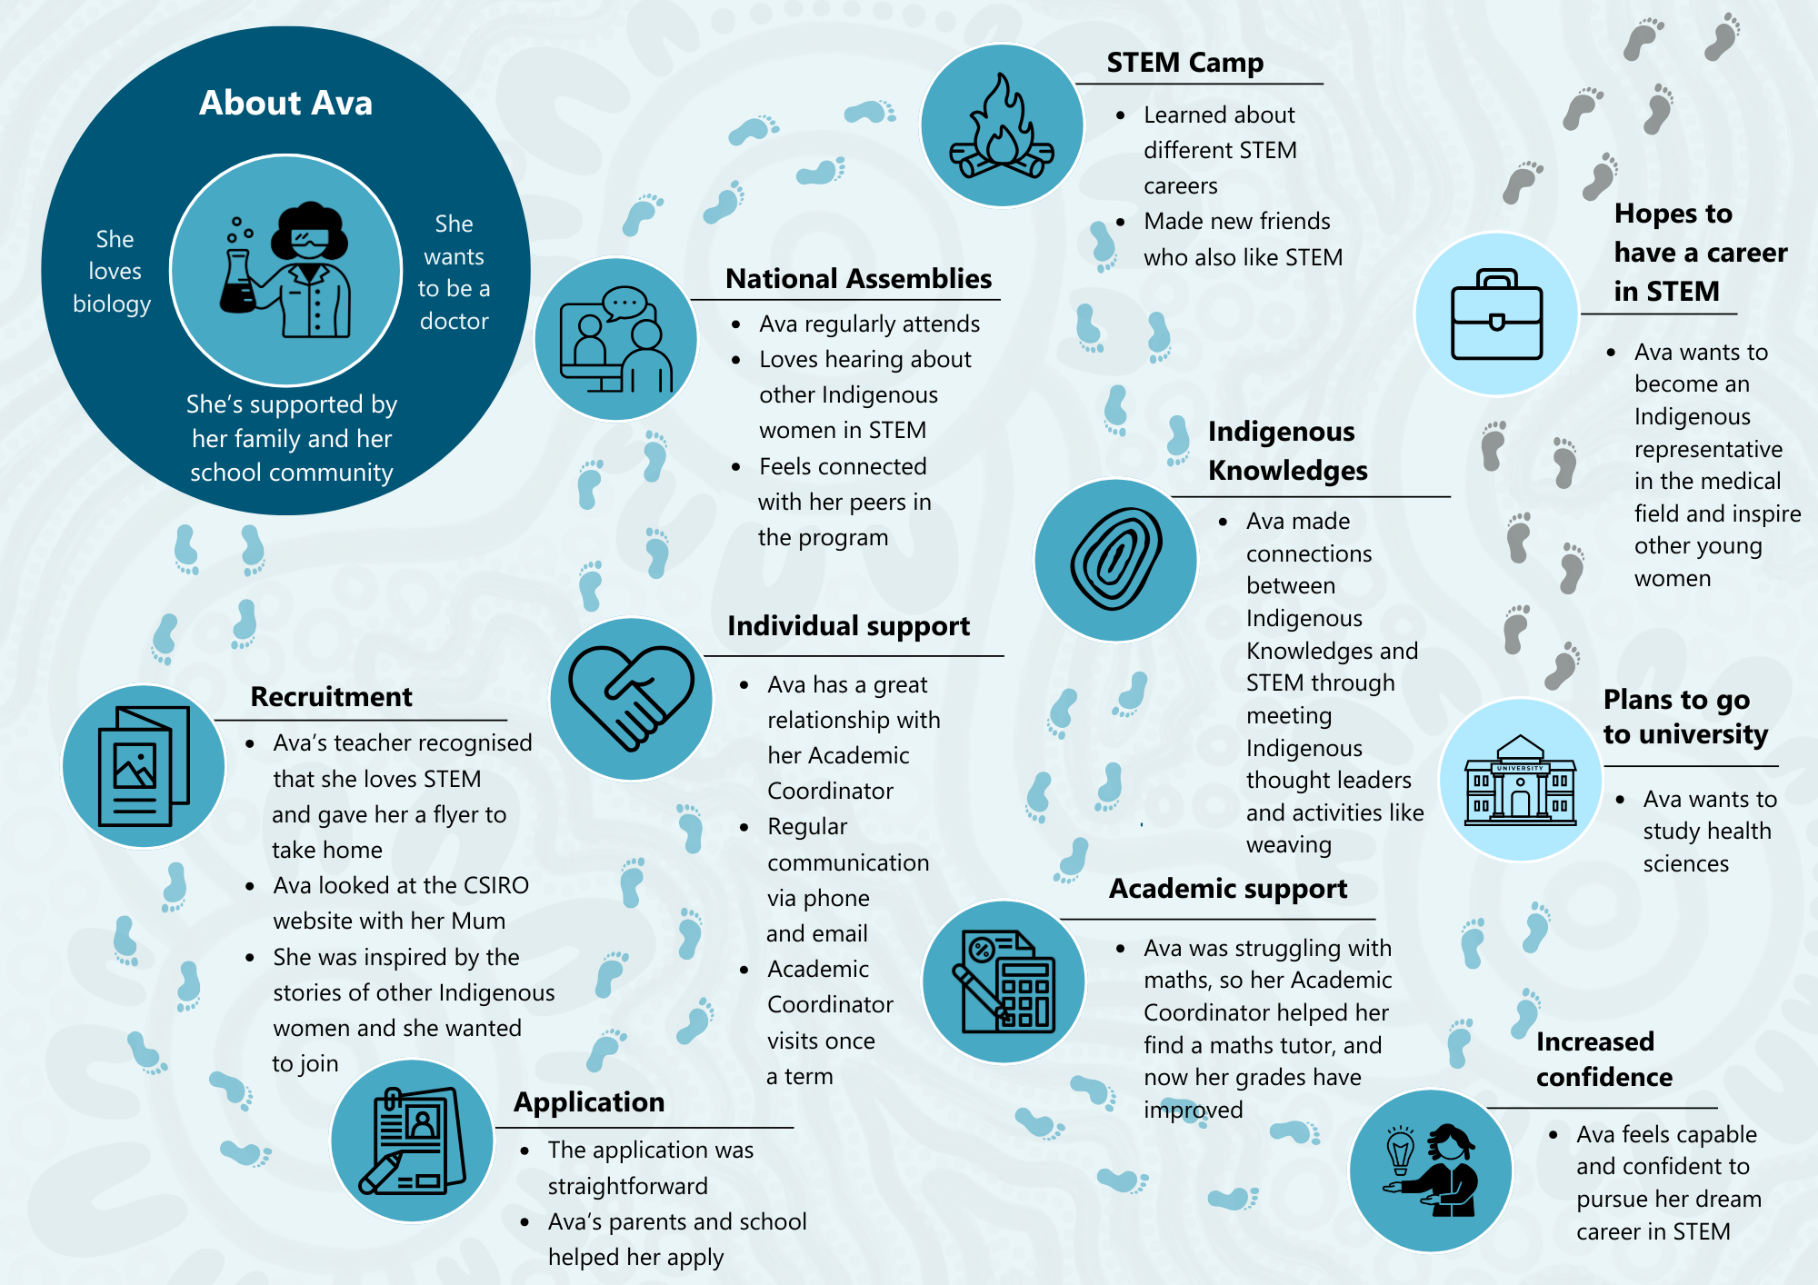 About Ava
She
loves
biology
She
wants
to be a
doctor
She's supported by
her family and her
school community
Recruitment
• Ava's teacher recognised
that she loves STEM
and gave her a flyer to
take home
• Ava looked at the CSIRO
website with her Mum
• She was inspired by the
stories of other Indigenous
women and she wanted
to join
Application
• The application was
straightforward
• Ava's parents and school
helped her apply
Individual support
• Ava has a great
relationship with
her Academic
Coordinator
• Regular
communication
via phone
and email
• Academic
Coordinator
visits once
a term
National Assemblies
• Ava regularly attends
• Loves hearing about
other Indigenous
women in STEM
• Feels connected
with her peers in
the program
STEM Camp
• Learned about
different STEM
careers
• Made new friends
who also like STEM
Indigenous
Knowledges
• Ava made
connections
between
Indigenous
Knowledges and
STEM through
meeting
Indigenous
thought leaders
and activities like
weaving
Academic support
• Ava was struggling with
maths, so her Academic
Coordinator helped her
find a maths tutor, and
now her grades have
improved
Increased
confidence
• Ava feels capable
and confident to
pursue her dream
career in STEM
Plans to go
to university
UNIVERSITY
• Ava wants to
study health
sciences
Hopes to
have a career
in STEM
• Ava wants to
become an
Indigenous
representative
in the medical
field and inspire
other young
women